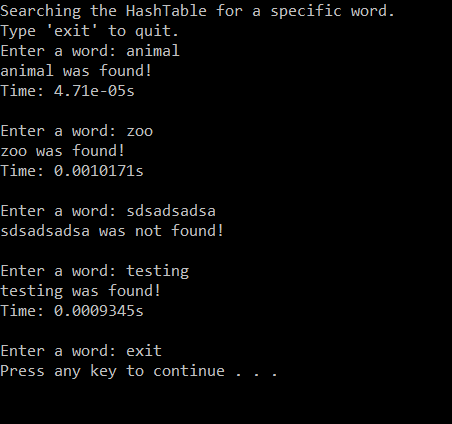 Searching the HashTable for a specific word.
Type 'exit' to quit.
Enter a word: animal
animal was found!
Time: 4.71e-05s
Enter a word: zoo
zoo was found!
Time: 0.0010171s
Enter a word: sdsadsadsa
sdsadsadsa was not found!
Enter a word: testing
testing was found!
Time: 0.0009345s
Enter a word: exit
Press any key to continue . . .